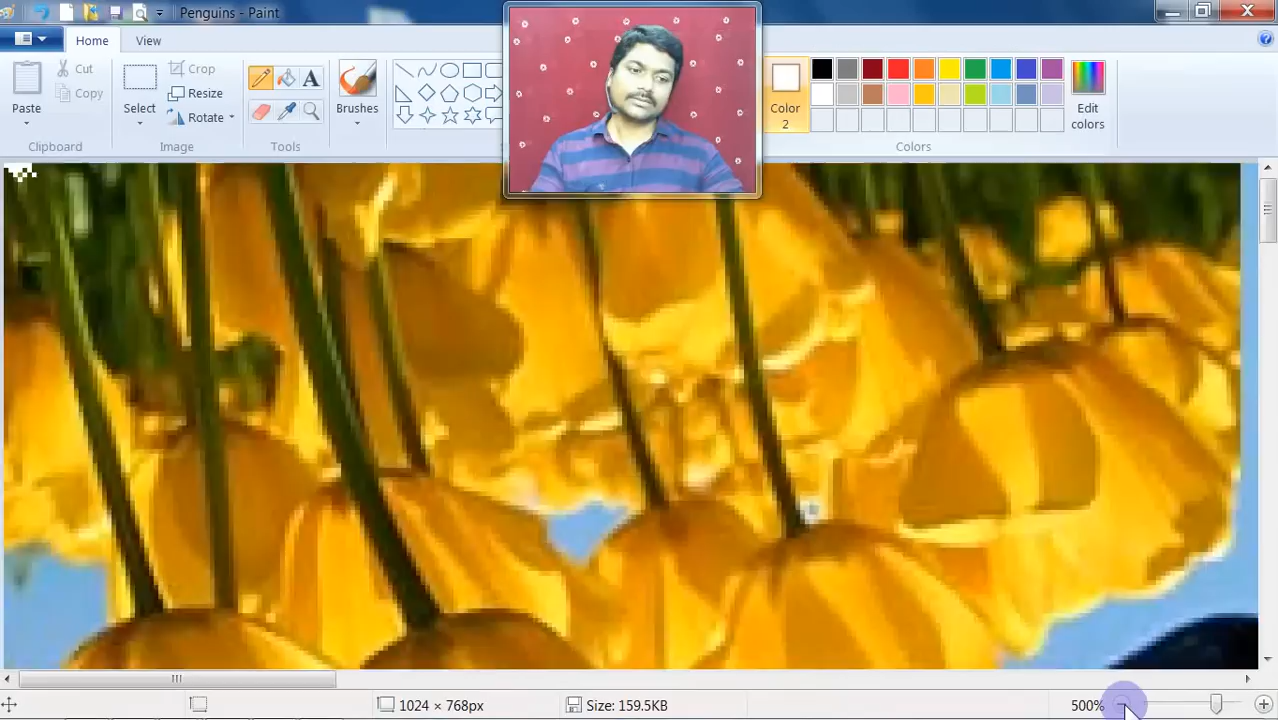 Penguins - Paint
Home
View
Paste
Cut
Copy
Clipboard
Select
Crop
Resize
Rotate
Image
Tools
Brushes
Color
2
Edit
colors
Colors
1024 × 768px
Size: 159.5KB
500%